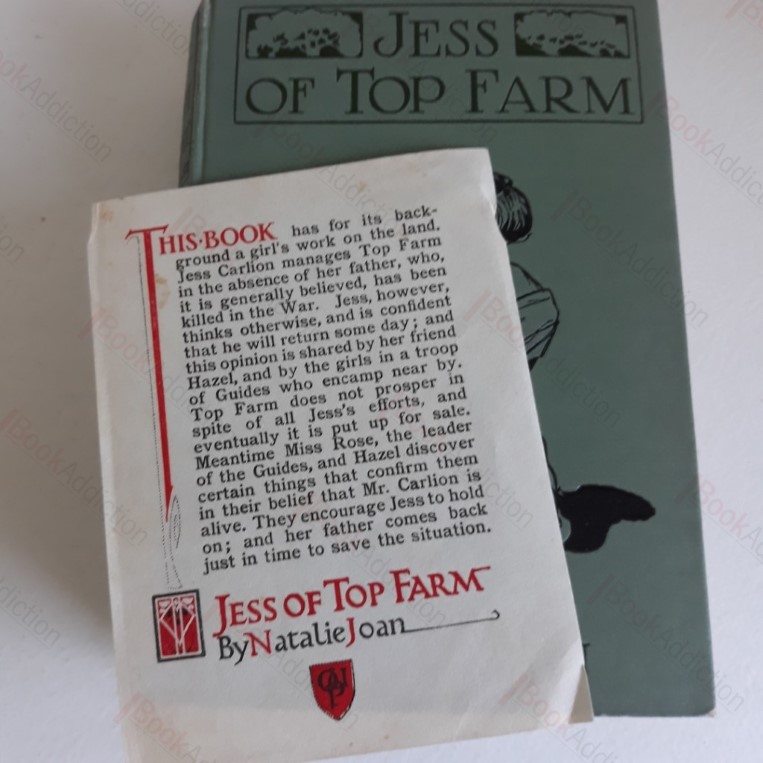 JESS
OF TOP FARM
THIS·BOOK has for its back-
ground a girl's work on the land.
Jess Carlion manages Top Farm
in the absence of her father, who,
it is generally believed, has been
killed in the War. Jess, however,
thinks otherwise, and is confident
that he will return some day; and
this opinion is shared by her friend
Hazel, and by the girls in a troop
of Guides who encamp near by.
Top Farm does not prosper in
spite of all Jess's efforts, and
eventually it is put up for sale.
Meantime Miss Rose, the leader
of the Guides, and Hazel discover
certain things that confirm them
in their belief that Mr. Carlion is
alive. They encourage Jess to hold
on; and her father comes back
just in time to save the situation.
JESS OF TOP FARM
By Natalie Joan
BookAddiction